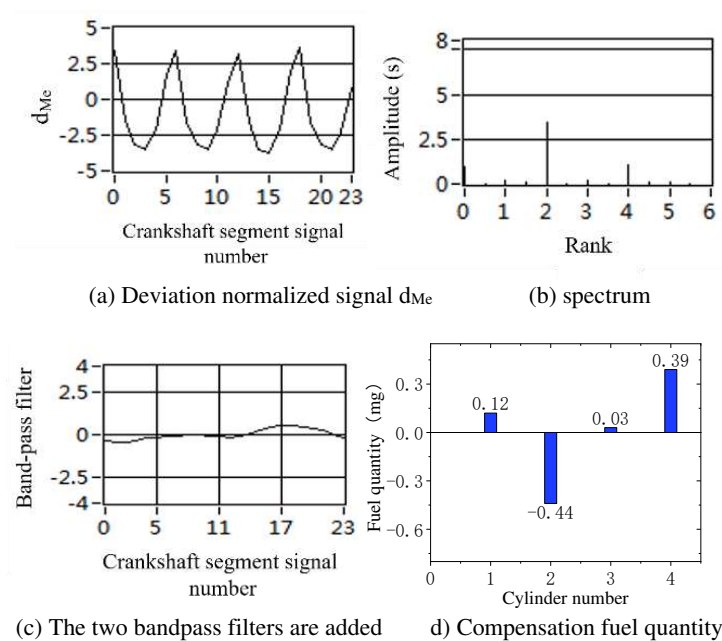 5
2.5
0
-2.5
-5
dMe
0 5 10 15 20 23
Crankshaft segment signal
number
(a) Deviation normalized signal dMe
8
5
2.5
0
Amplitude (s)
0 1 2 3 4 5 6
Rank
(b) spectrum
4
2.5
0
-2.5
-4
Band-pass filter
0 5 11 17 23
Crankshaft segment signal
number
(c) The two bandpass filters are added
0.3
0.0
-0.3
-0.6
Fuel quantity (mg)
0.12
-0.44
0.03
0.39
0 1 2 3 4
Cylinder number
d) Compensation fuel quantity